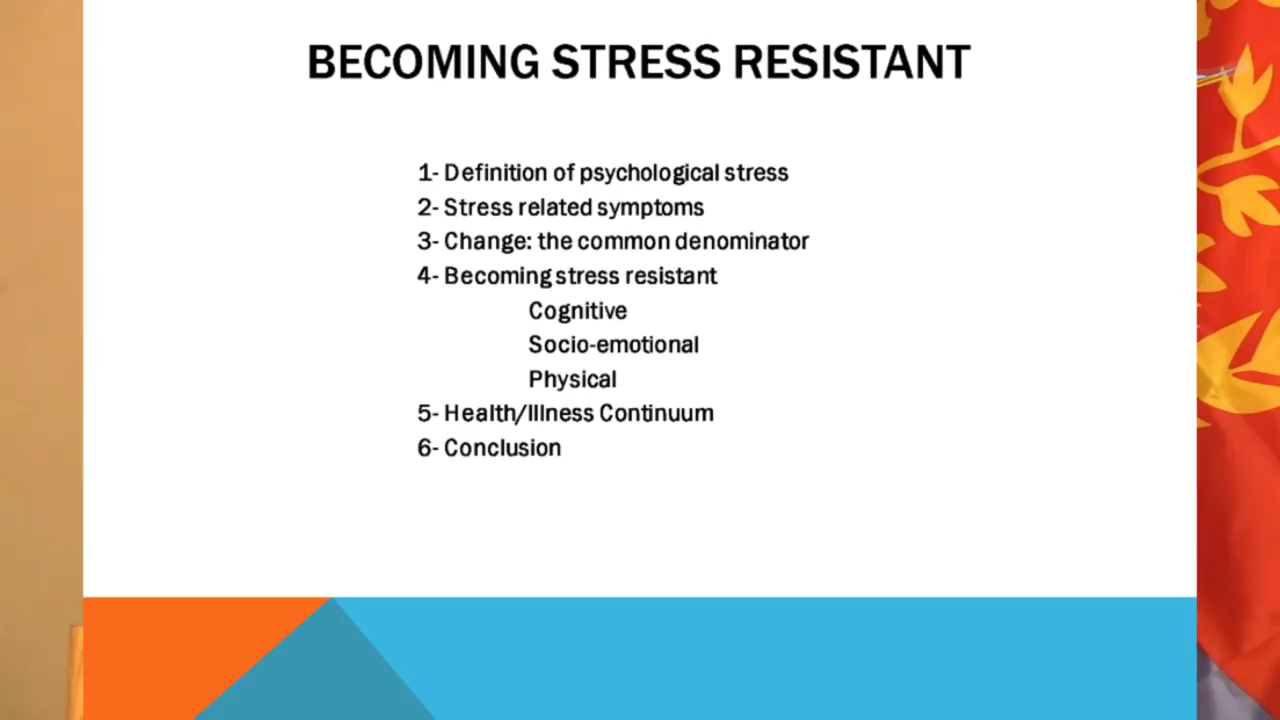 BECOMING STRESS RESISTANT
1- Definition of psychological stress
2- Stress related symptoms
3- Change: the common denominator
4- Becoming stress resistant
Cognitive
Socio-emotional
Physical
5- Health/Illness Continuum
6- Conclusion